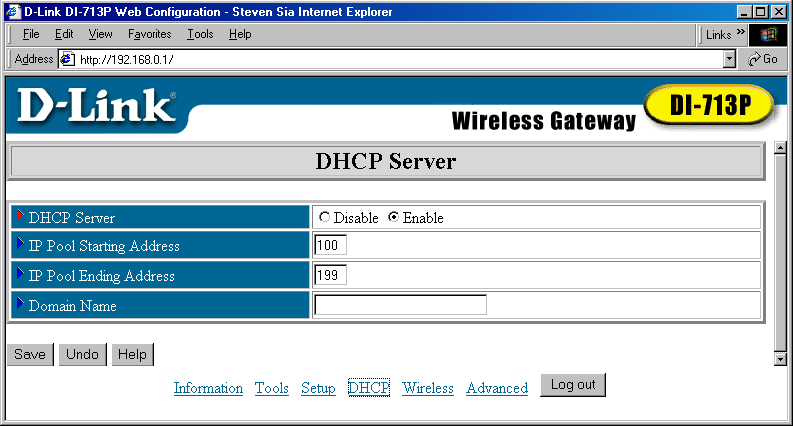 D-Link DI-713P Web Configuration - Steven Sia Internet Explorer
File Edit View Favorites Tools Help Links »
Address http://192.168.0.1/ Go
D-Link®
Wireless Gateway DI-713P
DHCP Server
DHCP Server Disable Enable
IP Pool Starting Address 100
IP Pool Ending Address 199
Domain Name
Save Undo Help
Information Tools Setup DHCP Wireless Advanced Log out